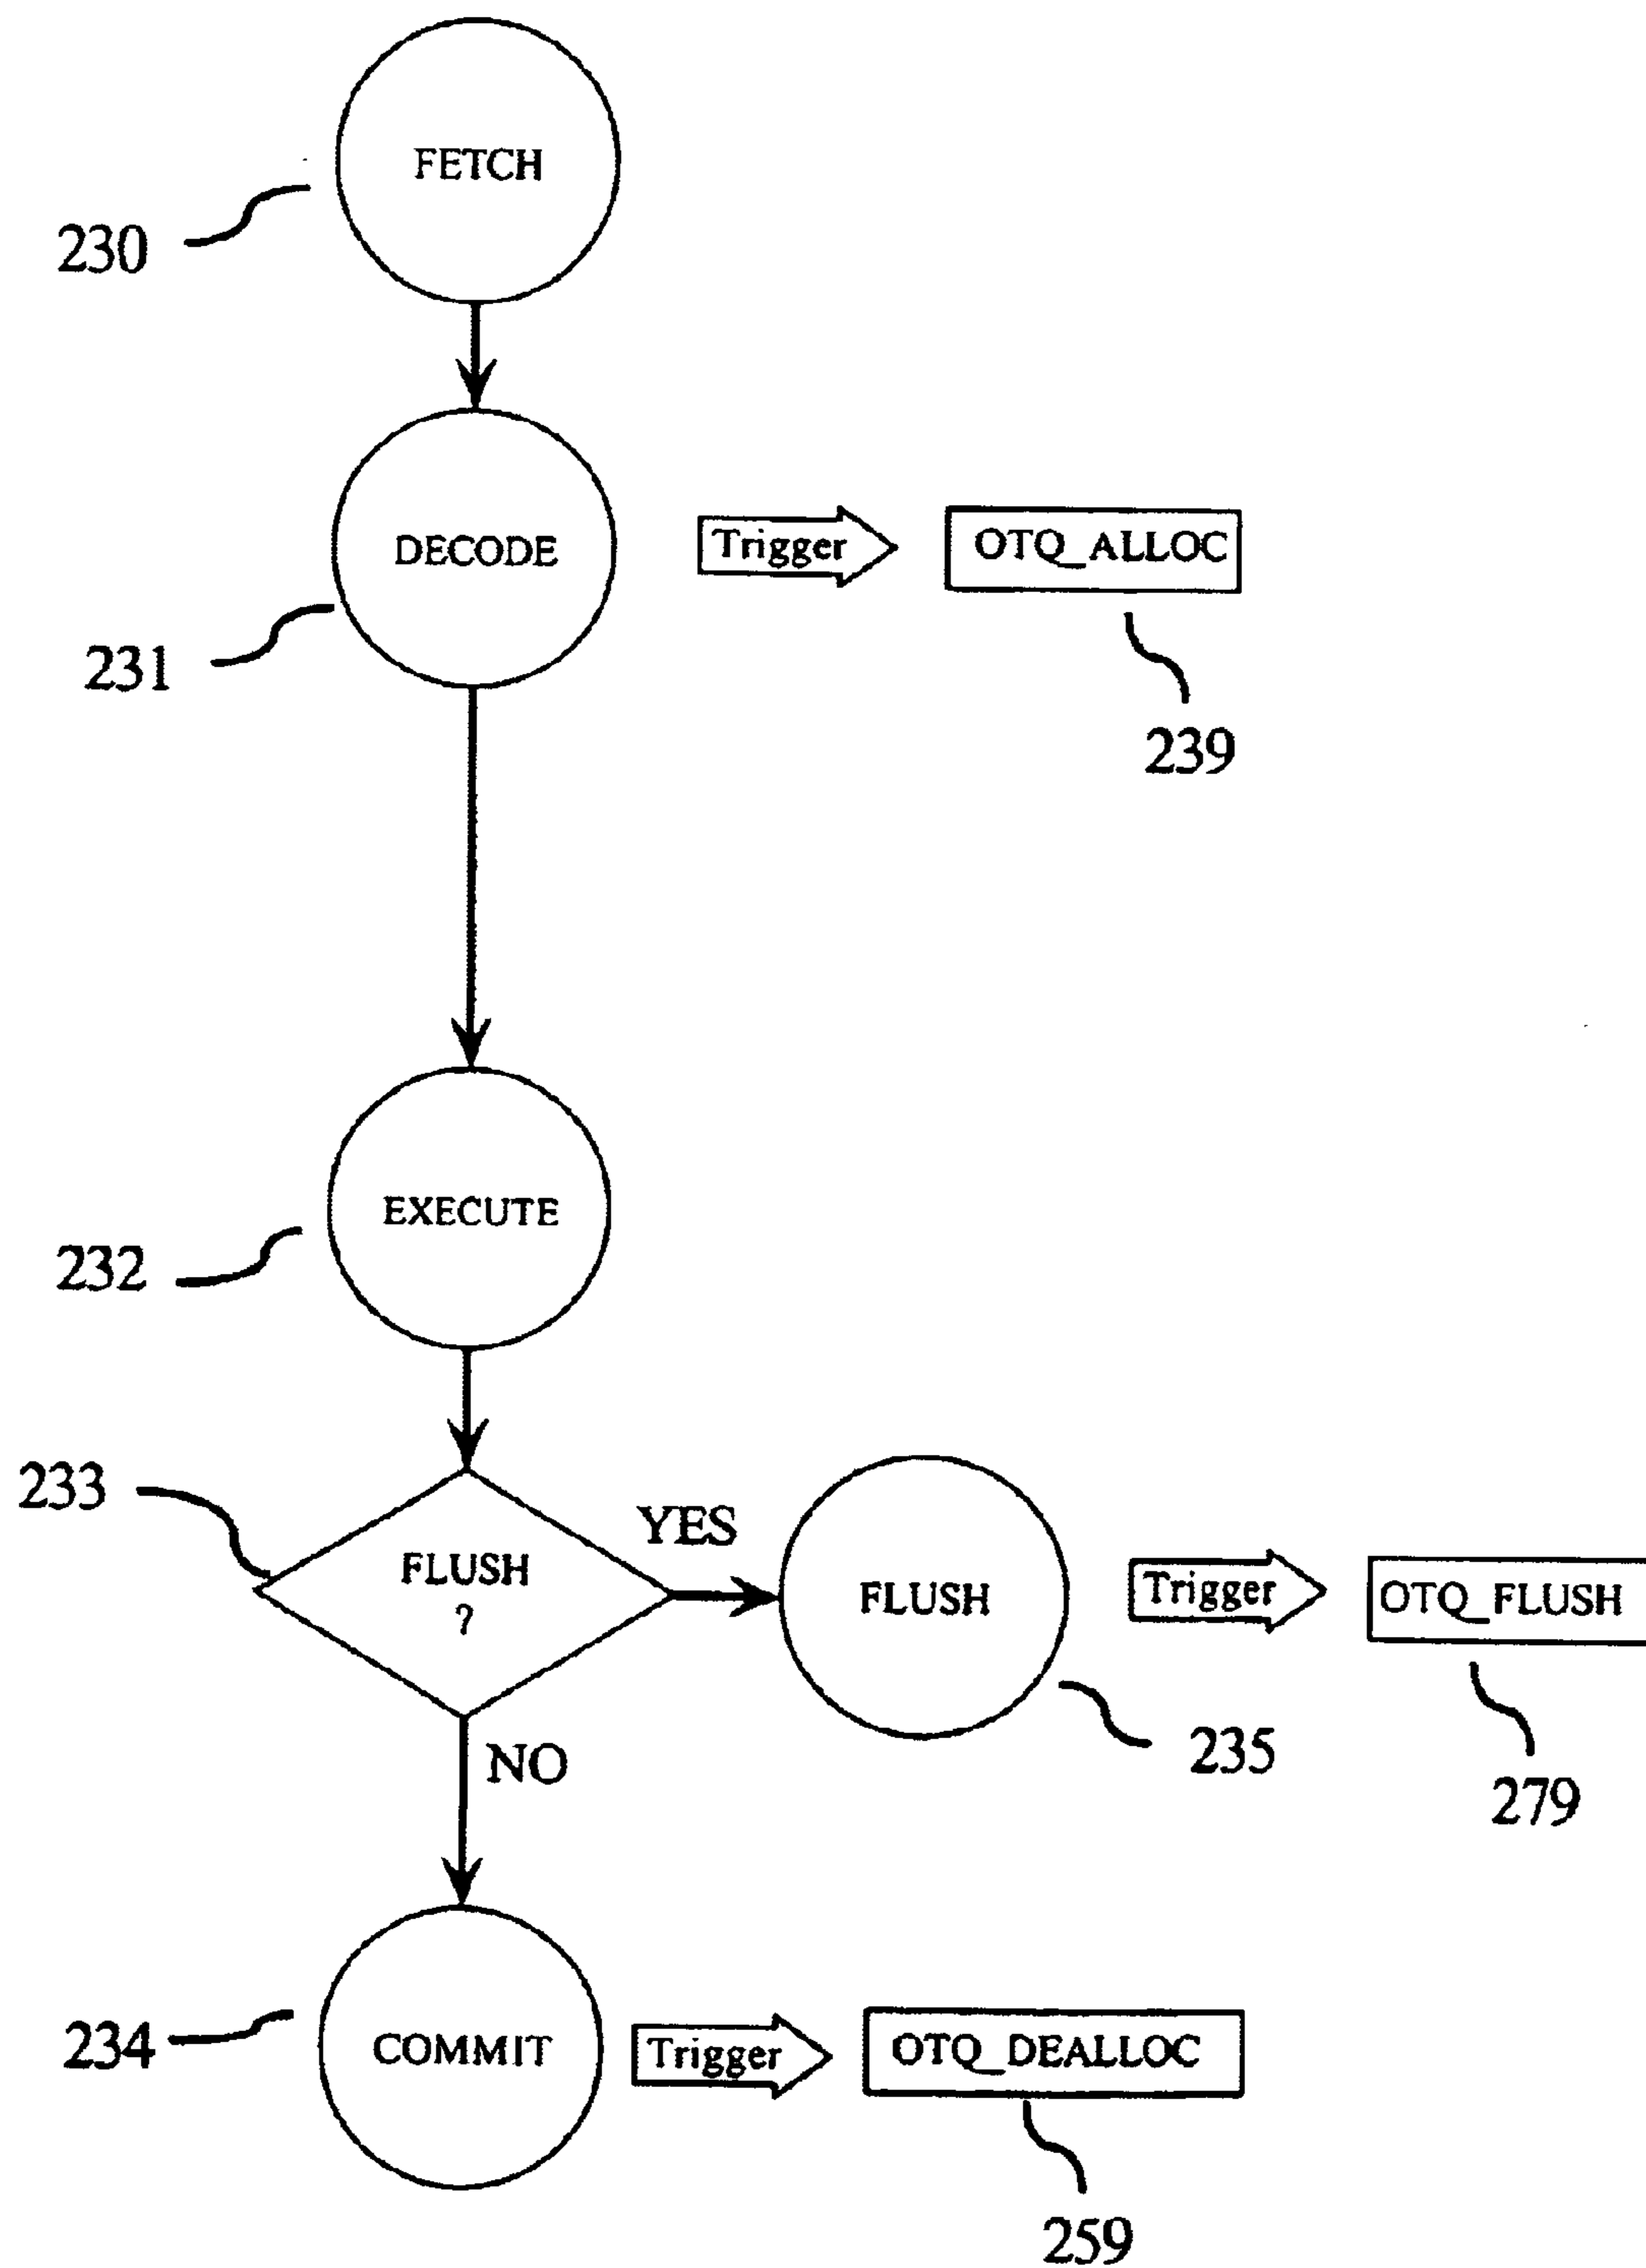 FETCH
230
DECODE
Trigger
OTQ_ALLOC
231
239
EXECUTE
232
233
FLUSH
?
YES
FLUSH
Trigger
OTQ_FLUSH
235
279
NO
COMMIT
Trigger
OTQ_DEALLOC
234
259